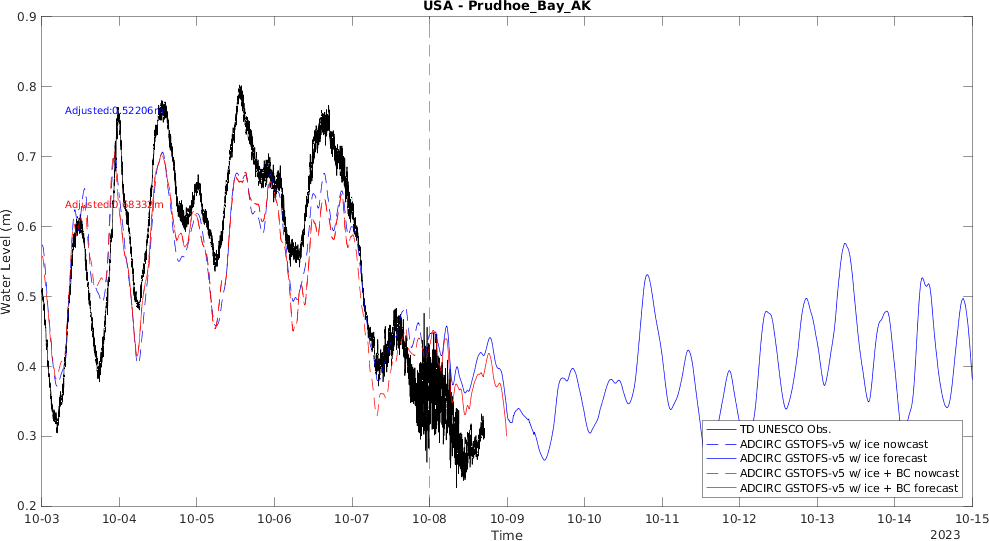 USA - Prudhoe_Bay_AK
0.9
0.8
0.7
0.6
0.5
0.4
0.3
0.2
Water Level (m)
Adjusted:0.52206m
TD UNESCO Obs.
ADCIRC GSTOFS-v5 w/ ice nowcast
ADCIRC GSTOFS-v5 w/ ice forecast
ADCIRC GSTOFS-v5 w/ ice + BC nowcast
ADCIRC GSTOFS-v5 w/ ice + BC forecast
10-03 10-04 10-05 10-06 10-07 10-08 10-09 10-10 10-11 10-12 10-13 10-14 10-15
Time
2023